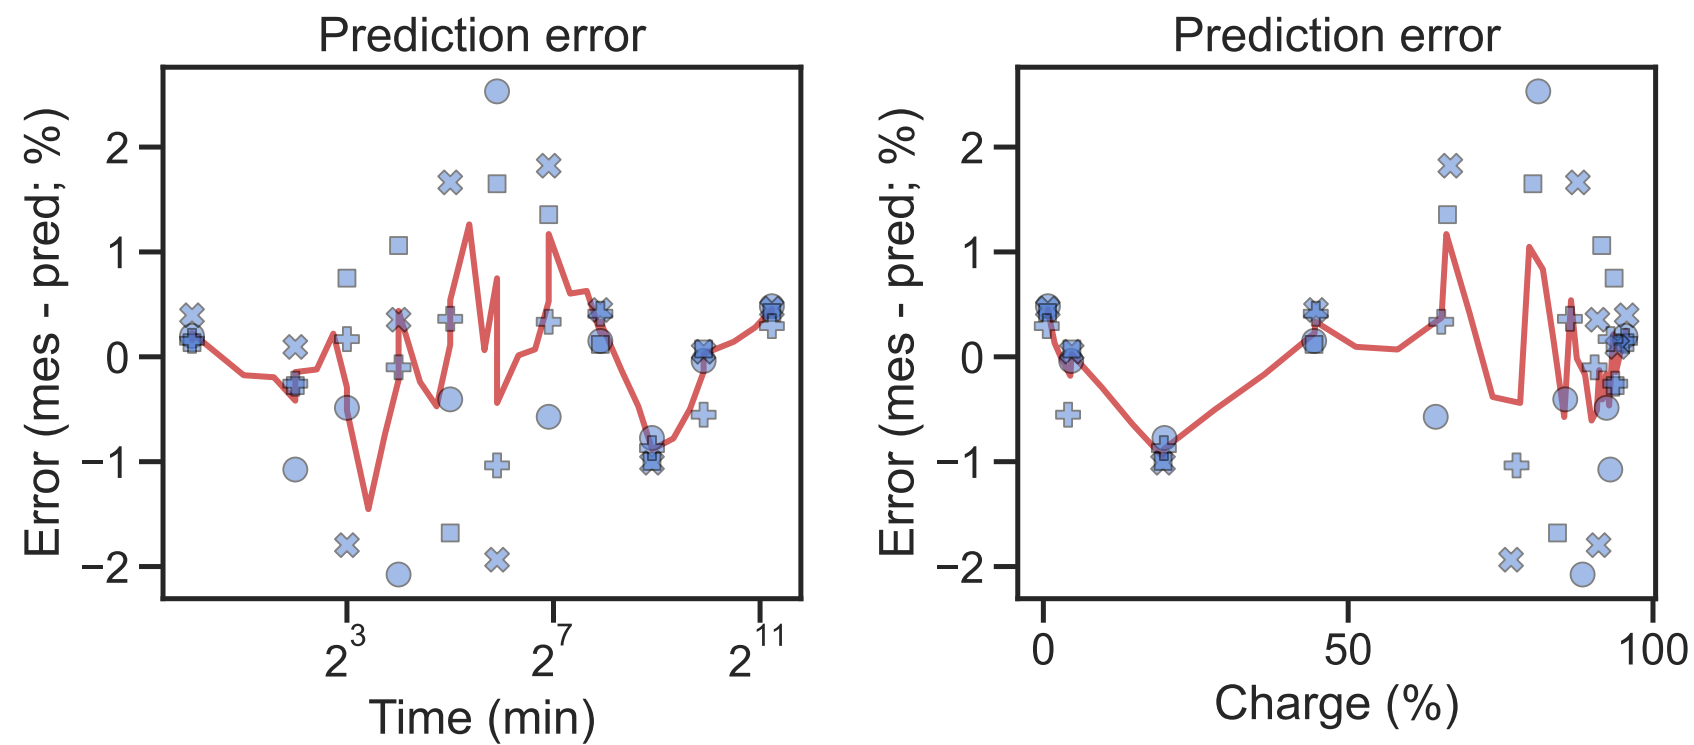 Prediction error
Error (mes - pred; %)
2
1
0
−1
−2
2^3
2^7
2^11
Time (min)
Prediction error
Error (mes - pred; %)
2
1
0
−1
−2
0
50
100
Charge (%)